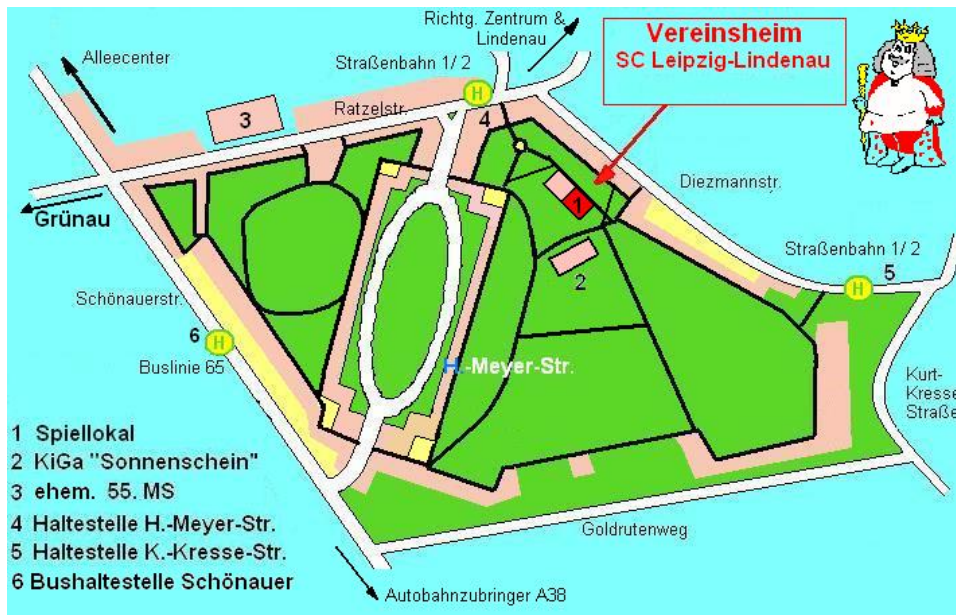 Richtg. Zentrum &
Lindenau
Vereinsheim
SC Leipzig-Lindenau
Alleecenter
Straßenbahn 1/ 2
H
Ratzelstr.
3
4
Diezmannstr.
1
Grünau
Straßenbahn 1/ 2
5
H
2
Schönauerstr.
6
H
Buslinie 65
H.-Meyer-Str.
Kurt-
Kresse
Straße
1 Spiellokal
2 KiGa "Sonnenschein"
3 ehem. 55. MS
4 Haltestelle H.-Meyer-Str.
5 Haltestelle K.-Kresse-Str.
6 Bushaltestelle Schönauer
Goldrutenweg
Autobahnzubringer A38